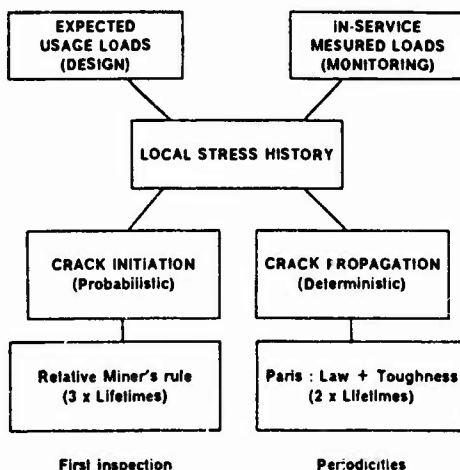 EXPECTED
USAGE LOADS
(DESIGN)
IN-SERVICE
MESURED LOADS
(MONITORING)
LOCAL STRESS HISTORY
CRACK INITIATION
(Probabilistic)
CRACK PROPAGATION
(Deterministic)
Relative Miner's rule
(3 x Lifetimes)
Paris : Law + Toughness
(2 x Lifetimes)
First inspection
Periodicities